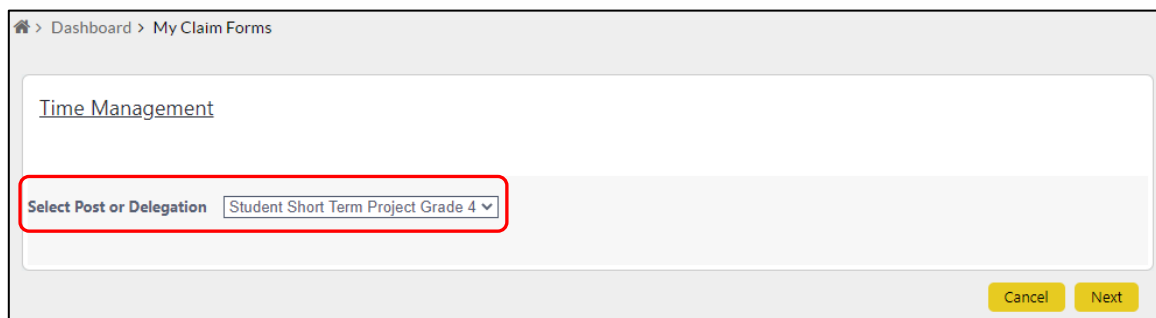 > Dashboard > My Claim Forms
Time Management
Select Post or Delegation Student Short Term Project Grade 4
Cancel Next